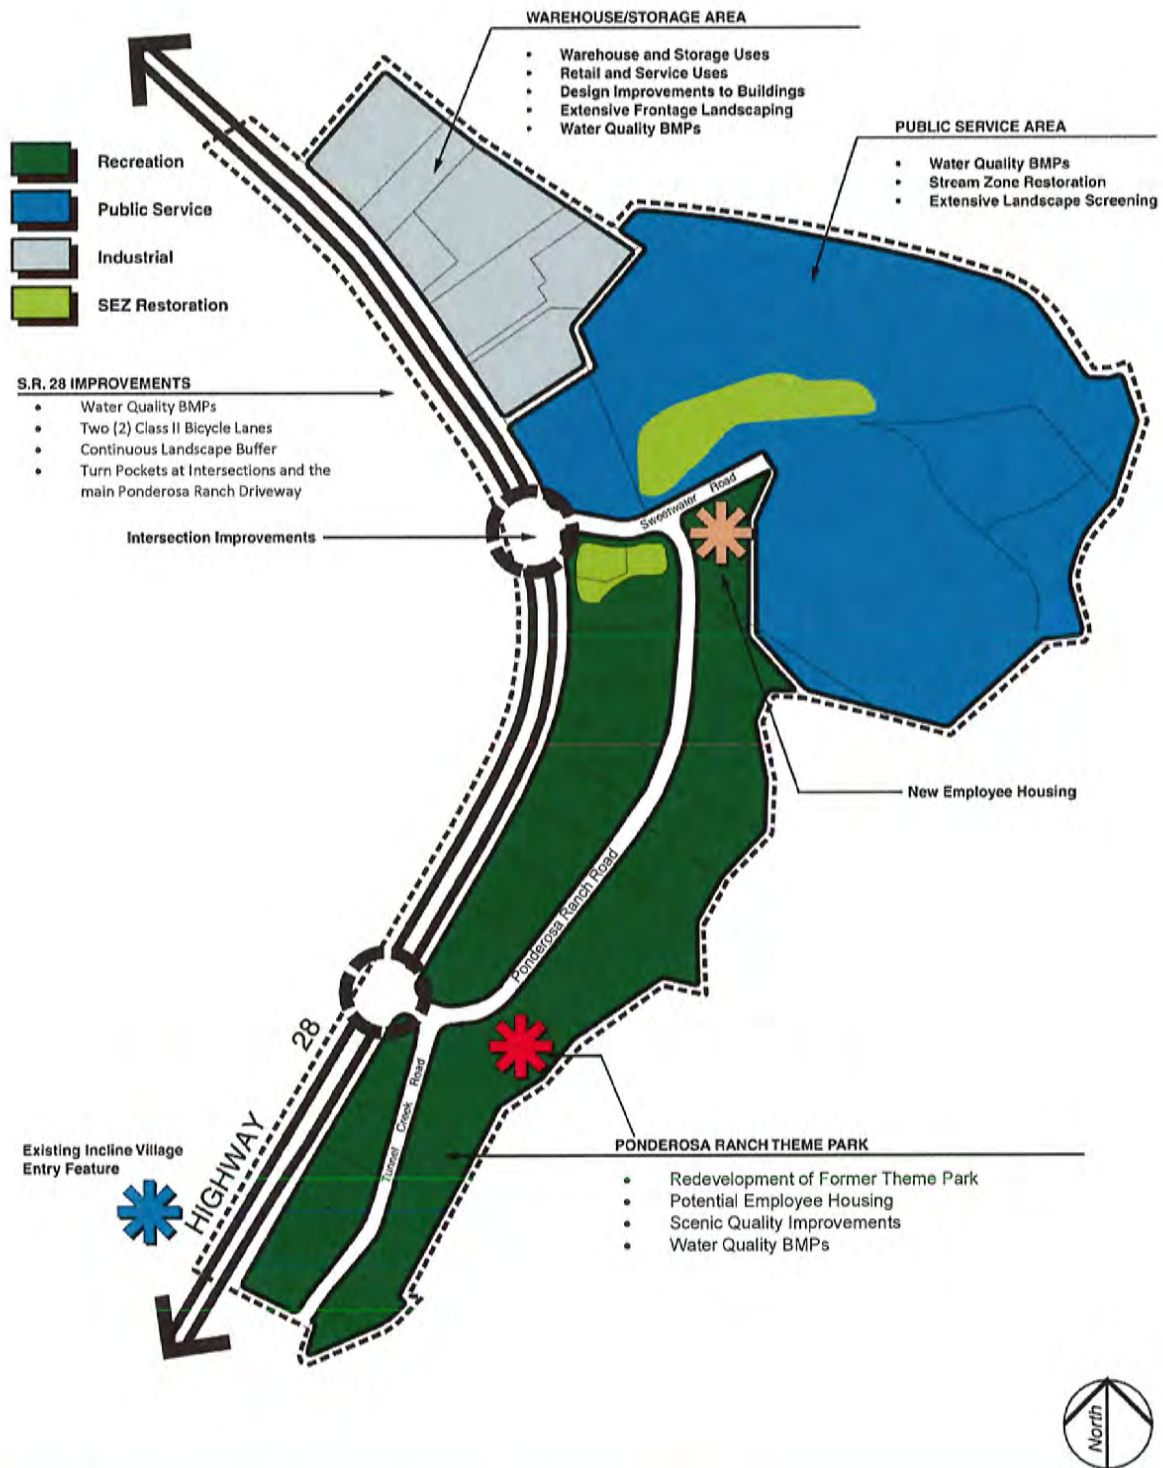 WAREHOUSE/STORAGE AREA
• Warehouse and Storage Uses
• Retail and Service Uses
• Design Improvements to Buildings
• Extensive Frontage Landscaping
• Water Quality BMPs
PUBLIC SERVICE AREA
• Water Quality BMPs
• Stream Zone Restoration
• Extensive Landscape Screening
Recreation
Public Service
Industrial
SEZ Restoration
S.R. 28 IMPROVEMENTS
• Water Quality BMPs
• Two (2) Class II Bicycle Lanes
• Continuous Landscape Buffer
• Turn Pockets at Intersections and the
main Ponderosa Ranch Driveway
Intersection Improvements
Sweetwater Road
New Employee Housing
Ponderosa Ranch Road
Tunnel Creek Road
HIGHWAY 28
Existing Incline Village
Entry Feature
PONDEROSA RANCH THEME PARK
• Redevelopment of Former Theme Park
• Potential Employee Housing
• Scenic Quality Improvements
• Water Quality BMPs
North